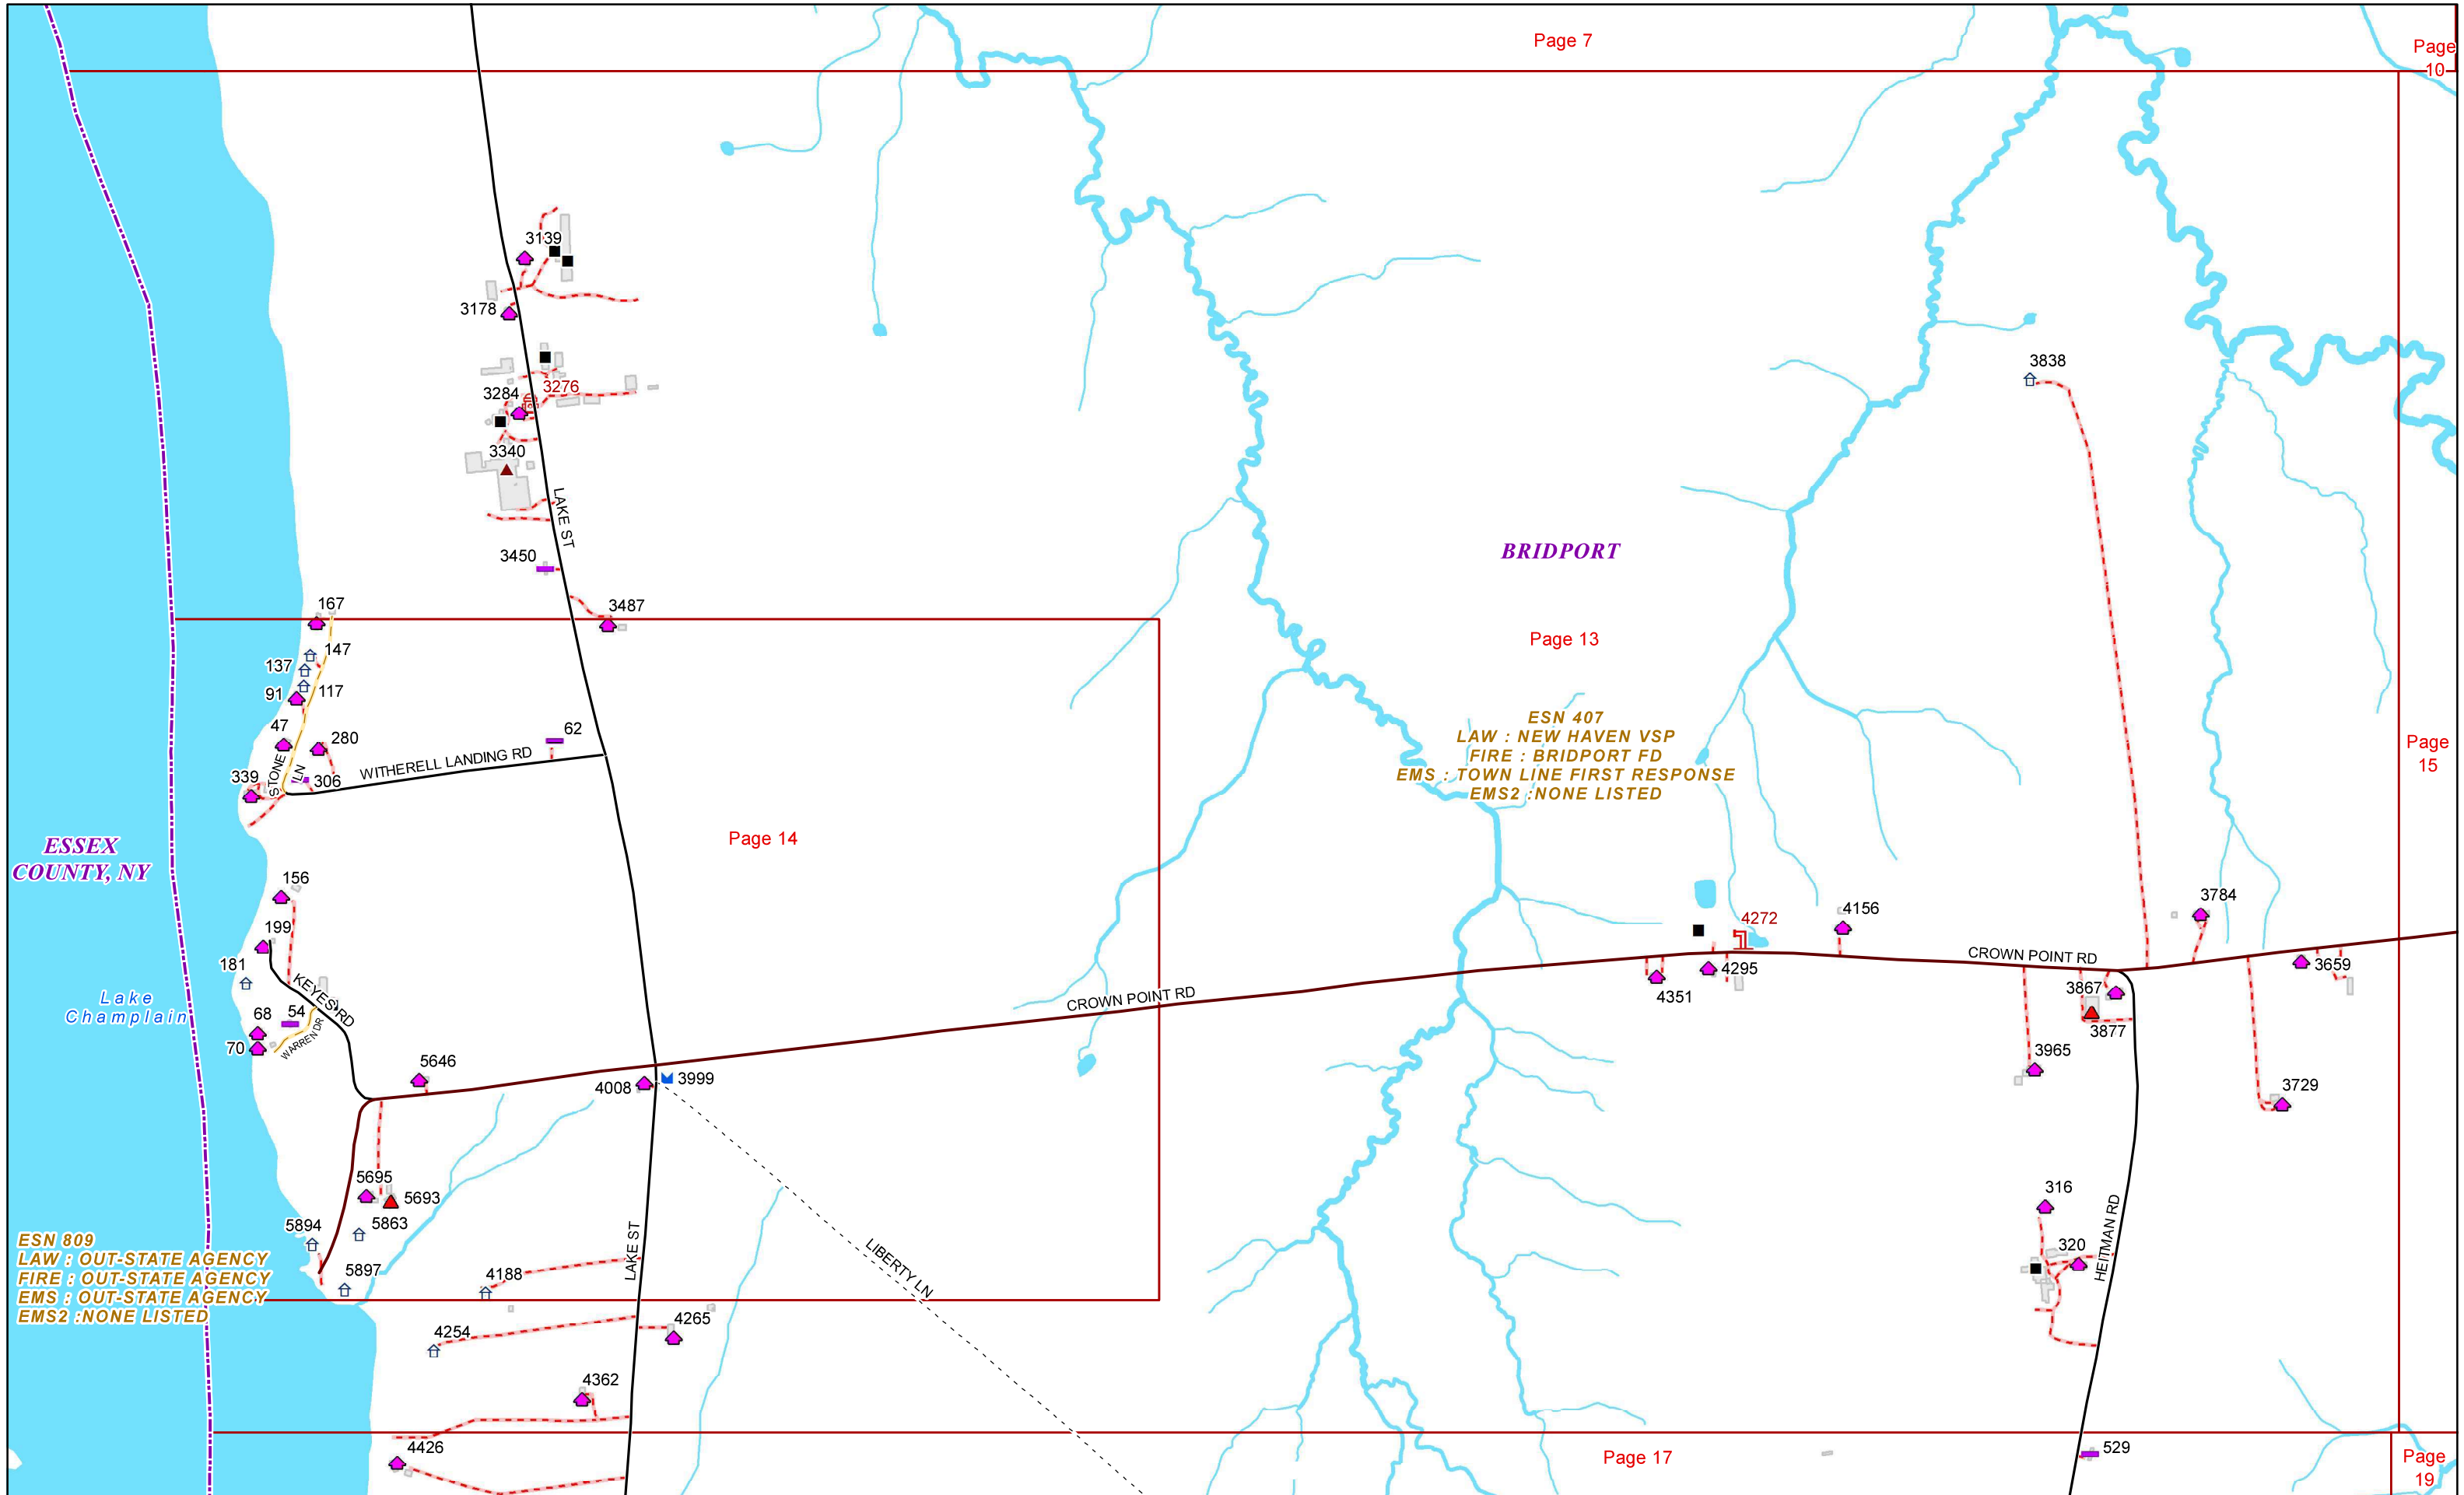 Page 7
Page
10
3139
3178
3276
3284
3340
LAKE ST
3838
3450
BRIDPORT
167
3487
147
137
Page 13
91
117
47
280
62
ESN 407
LAW : NEW HAVEN VSP
FIRE : BRIDPORT FD
EMS : TOWN LINE FIRST RESPONSE
EMS2 :NONE LISTED
Page
15
WITHERELL LANDING RD
STONE LN
339
306
Page 14
ESSEX
COUNTY, NY
156
199
181
KEYES RD
Lake
Champlain
68
54
70
WARREN DR
CROWN POINT RD
4272
4156
3784
CROWN POINT RD
4351
4295
3867
3877
3659
3965
3729
5646
4008
3999
5695
5693
5894
5863
5897
4188
LAKE ST
LIBERTY LN
316
320
HEITMAN RD
ESN 809
LAW : OUT-STATE AGENCY
FIRE : OUT-STATE AGENCY
EMS : OUT-STATE AGENCY
EMS2 :NONE LISTED
4254
4265
4362
4426
Page 17
529
Page
19